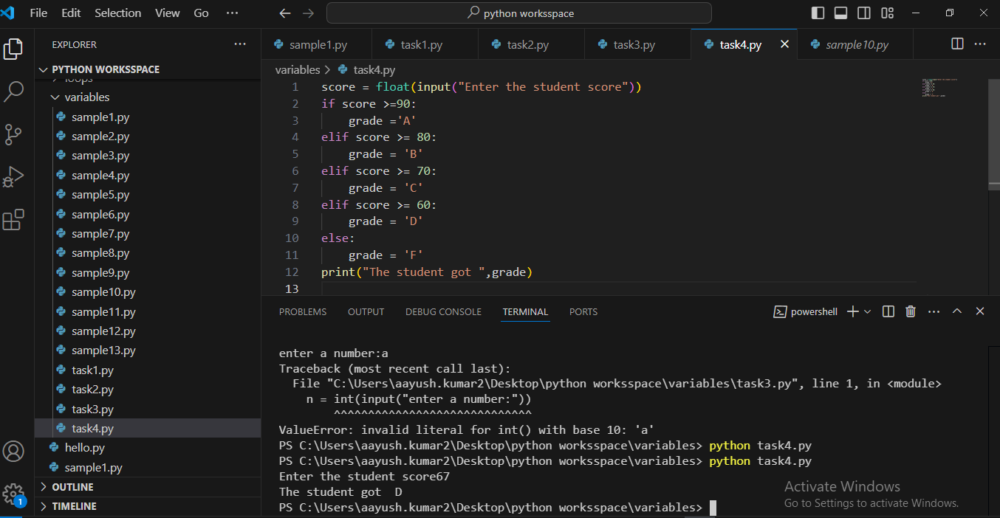 File Edit Selection View Go ··· python worksspace
EXPLORER ···
PYTHON WORKSSPACE
loops
variables
sample1.py
sample2.py
sample3.py
sample4.py
sample5.py
sample6.py
sample7.py
sample8.py
sample9.py
sample10.py
sample11.py
sample12.py
sample13.py
task1.py
task2.py
task3.py
task4.py
hello.py
sample1.py
OUTLINE
TIMELINE
1
sample1.py task1.py task2.py task3.py task4.py sample10.py ···
variables > task4.py
1 score = float(input("Enter the student score"))
2 if score >=90:
3     grade ='A'
4 elif score >= 80:
5     grade = 'B'
6 elif score >= 70:
7     grade = 'C'
8 elif score >= 60:
9     grade = 'D'
10 else:
11     grade = 'F'
12 print("The student got ",grade)
13
PROBLEMS OUTPUT DEBUG CONSOLE TERMINAL PORTS powershell ···
enter a number:a
Traceback (most recent call last):
  File "C:\Users\aayush.kumar2\Desktop\python worksspace\variables\task3.py", line 1, in <module>
    n = int(input("enter a number:"))
        ^^^^^^^^^^^^^^^^^^^^^^^^^^^^^
ValueError: invalid literal for int() with base 10: 'a'
PS C:\Users\aayush.kumar2\Desktop\python worksspace\variables> python task4.py
PS C:\Users\aayush.kumar2\Desktop\python worksspace\variables> python task4.py
Enter the student score67
The student got  D
PS C:\Users\aayush.kumar2\Desktop\python worksspace\variables>
Activate Windows
Go to Settings to activate Windows.